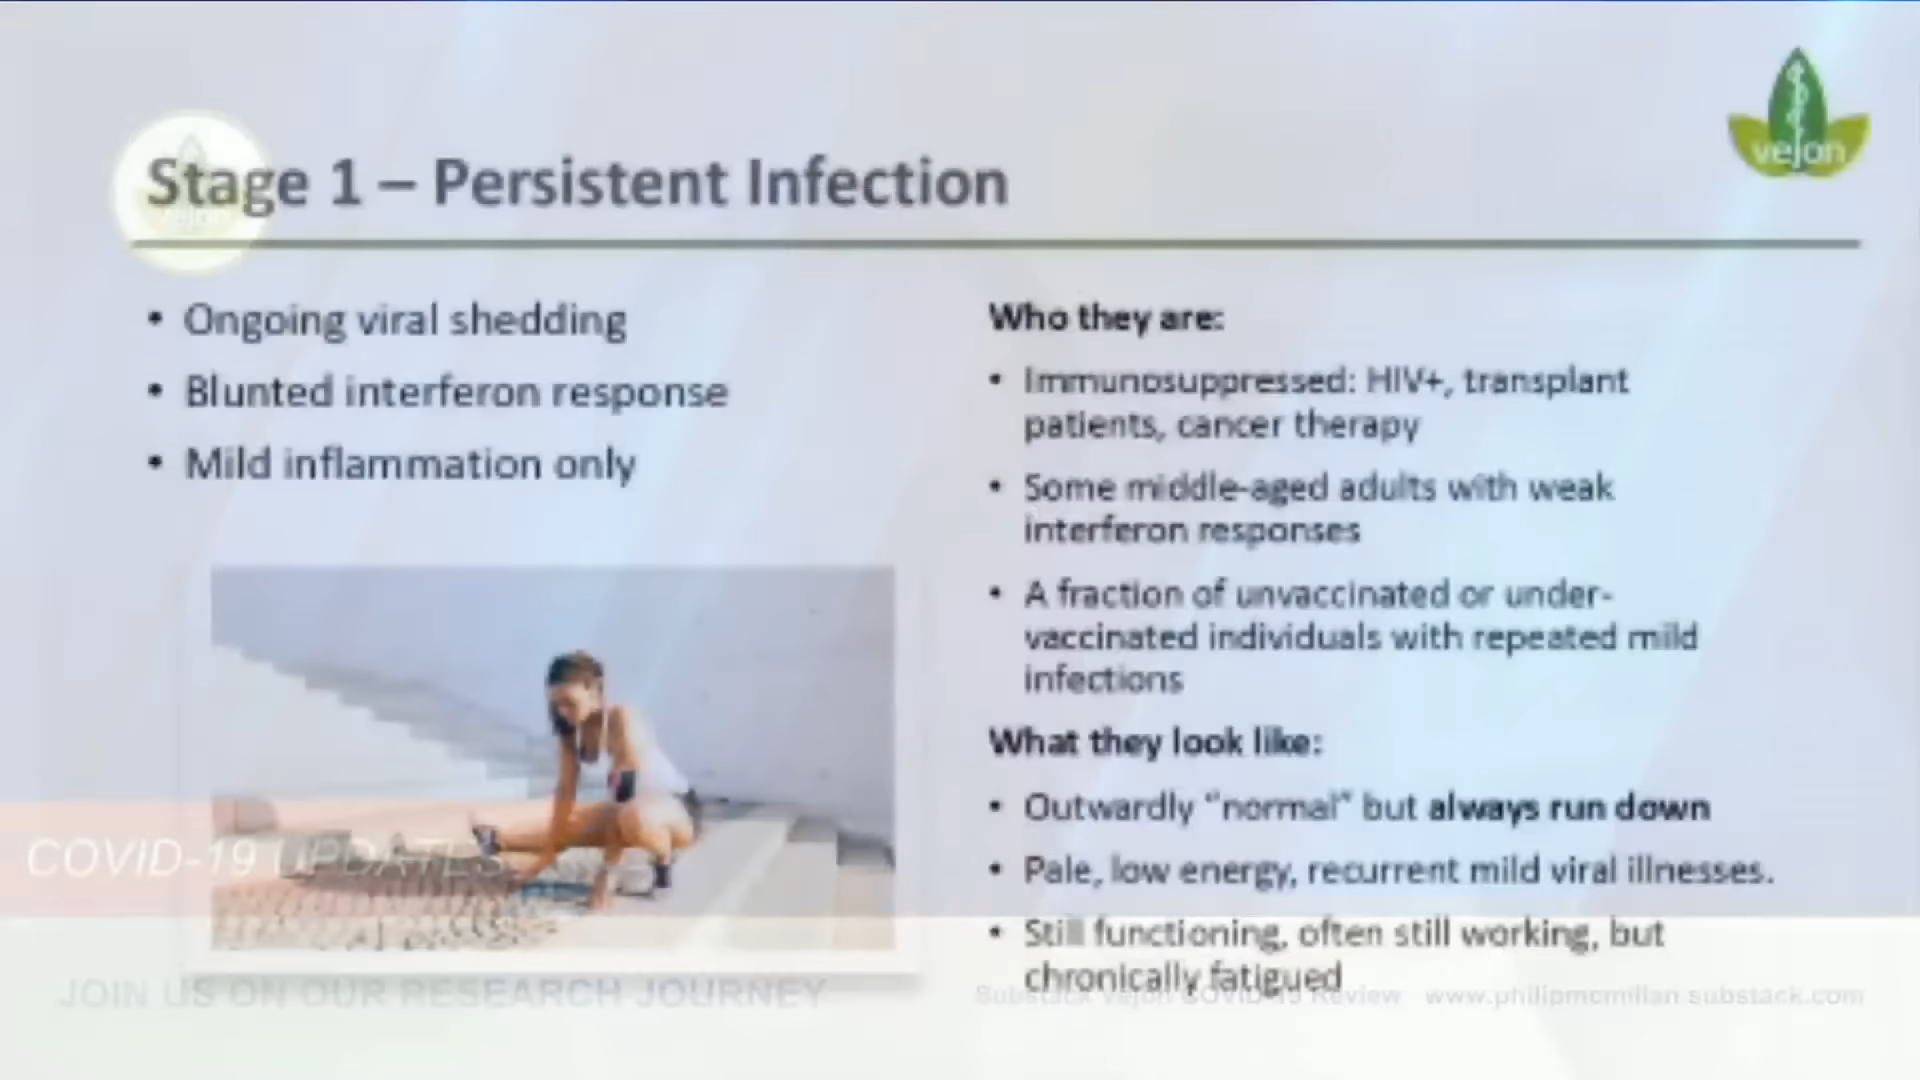 vejon
Stage 1 – Persistent Infection
• Ongoing viral shedding
• Blunted interferon response
• Mild inflammation only
Who they are:
• Immunosuppressed: HIV+, transplant
patients, cancer therapy
• Some middle-aged adults with weak
interferon responses
• A fraction of unvaccinated or under-
vaccinated individuals with repeated mild
infections
What they look like:
• Outwardly "normal" but always run down
• Pale, low energy, recurrent mild viral illnesses.
• Still functioning, often still working, but
chronically fatigued
COVID-19 UPDATES
JOIN US ON OUR RESEARCH JOURNEY
Substack Vejon COVID-19 Review www.philipmcmillan.substack.com